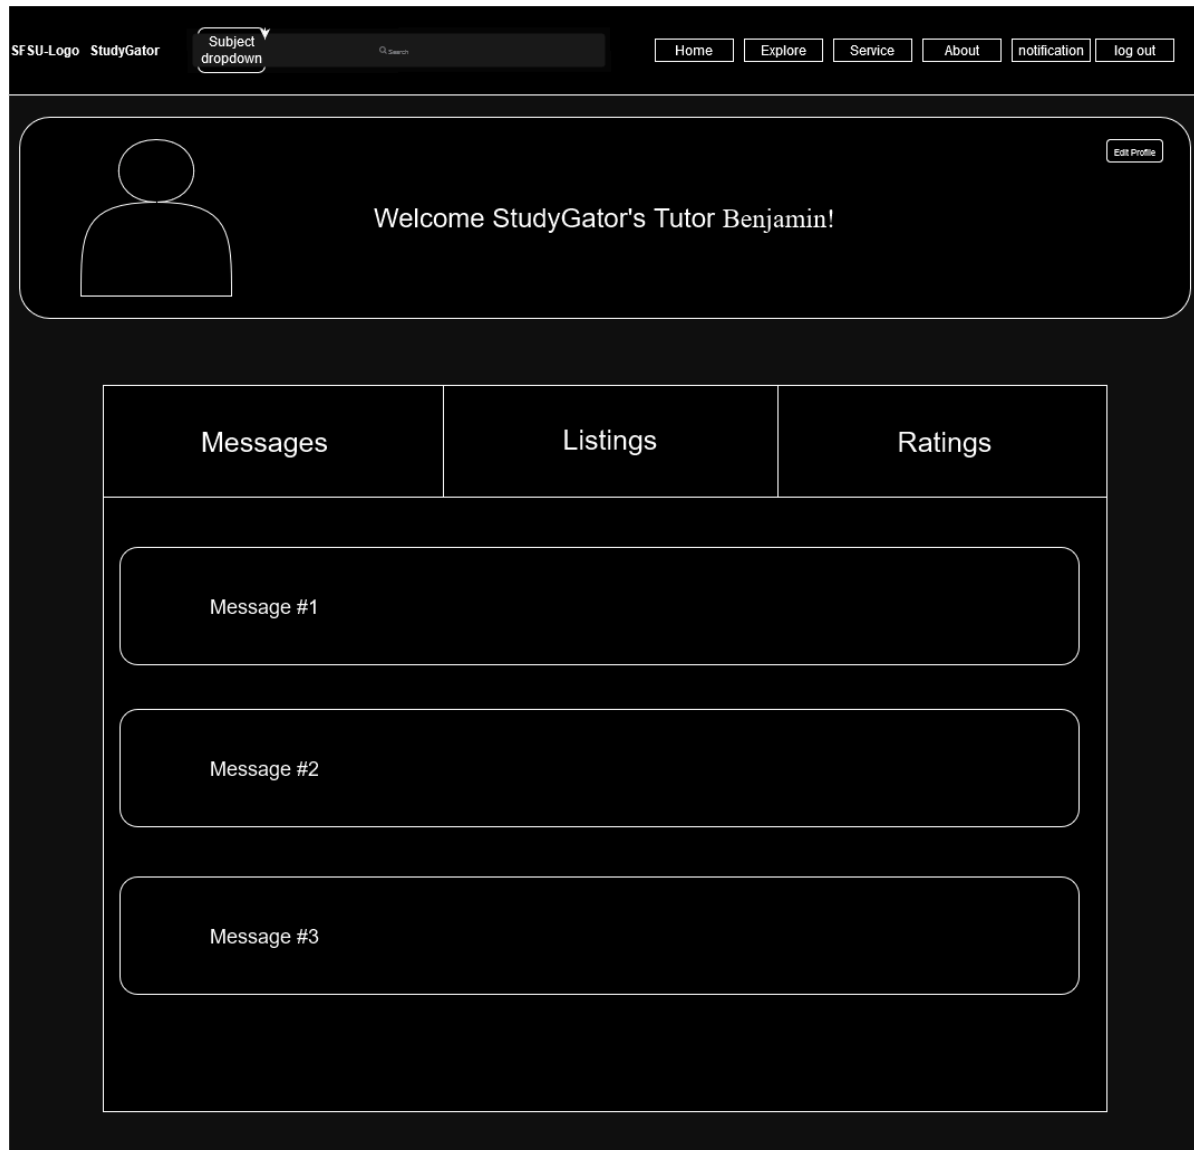 SFSU-Logo StudyGator
Subject
dropdown
Search
Home
Explore
Service
About
notification
log out
Edit Profile
Welcome StudyGator's Tutor Benjamin!
Messages
Listings
Ratings
Message #1
Message #2
Message #3